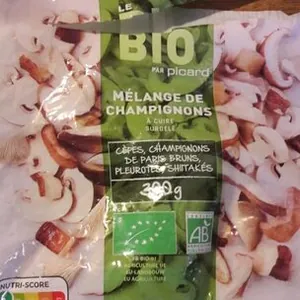 LE
BIO
PAR picard
MÉLANGE DE
CHAMPIGNONS
À CUIRE
SURGELÉ
CÈPES, CHAMPIGNONS
DE PARIS BRUNS,
PLEUROTES, SHIITAKÉS
300g
AB
NUTRI-SCORE